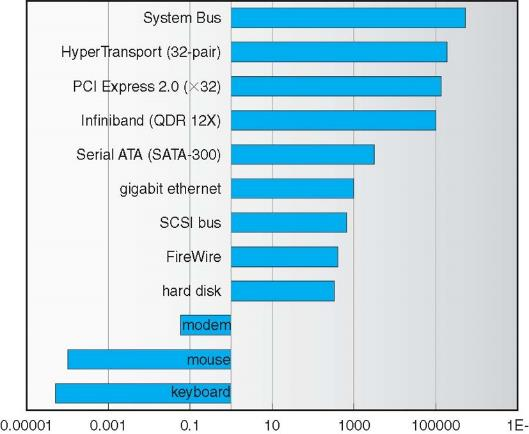 System Bus
HyperTransport (32-pair)
PCI Express 2.0 (×32)
Infiniband (QDR 12X)
Serial ATA (SATA-300)
gigabit ethernet
SCSI bus
FireWire
hard disk
modem
mouse
keyboard
0.00001 0.001 0.1 10 1000 100000 1E-